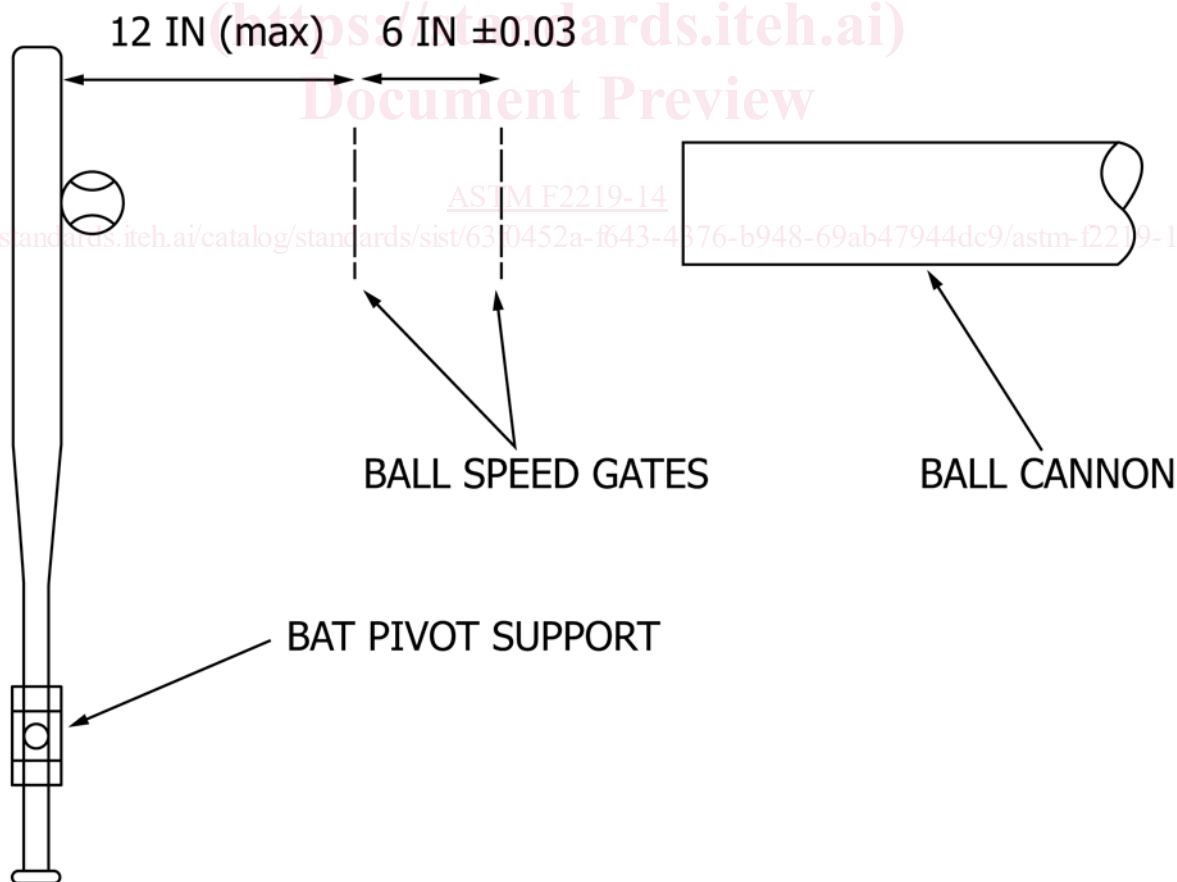 (https://standards.iteh.ai)
12 IN (max) 6 IN ±0.03
Document Preview
ASTM F2219-14
BALL SPEED GATES
BALL CANNON
BAT PIVOT SUPPORT